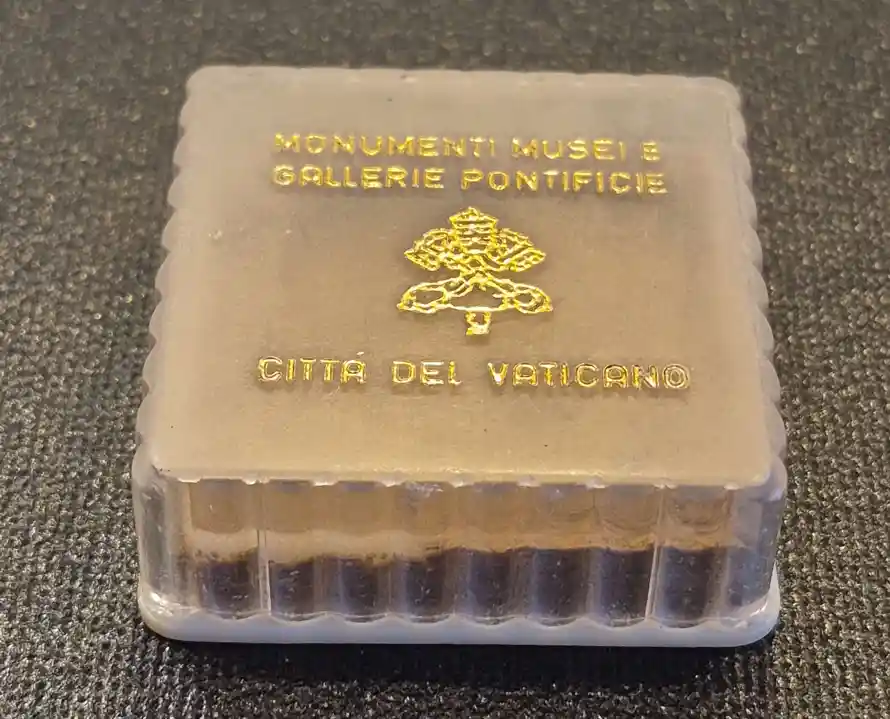 MONUMENTI MUSEI E
GALLERIE PONTIFICIE
CITTÁ DEL VATICANO